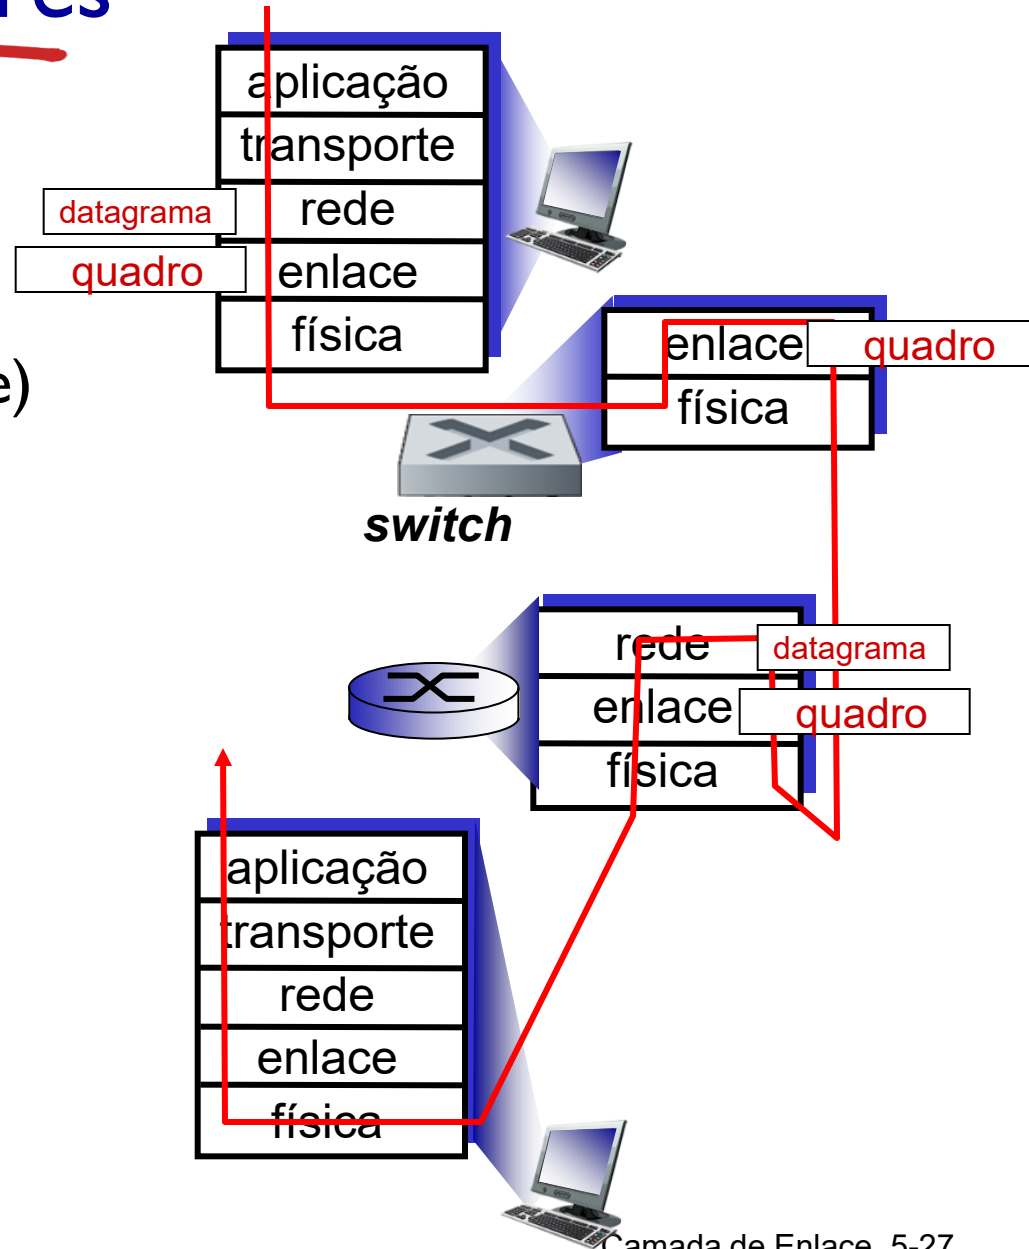 res
aplicação
transporte
datagrama rede
quadro enlace
física
enlace quadro
e)
física
switch
rede datagrama
enlace quadro
física
aplicação
transporte
rede
enlace
física
Camada de Enlace 5-27